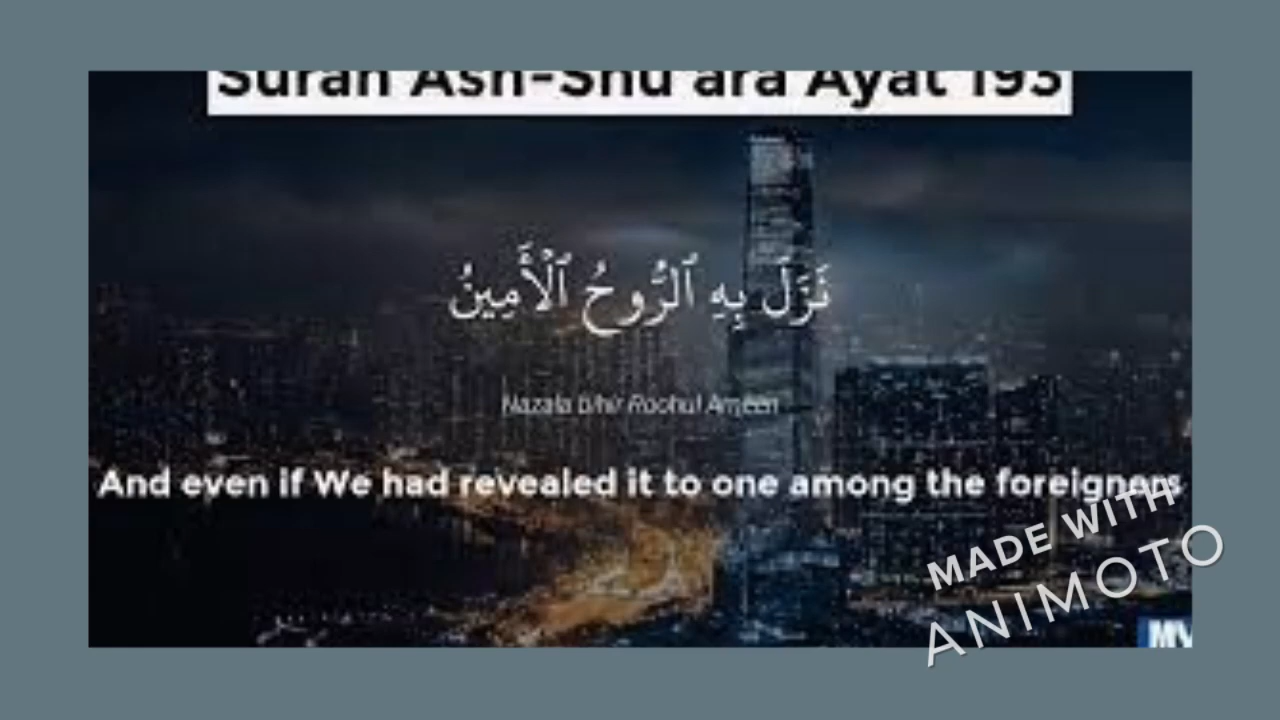 Surah Ash-Shu'ara Ayat 193
نَزَلَ بِهِ ٱلرُّوحُ ٱلْأَمِينُ
Nazala bihir Roohul Ameen
And even if We had revealed it to one among the foreigners
MADE WITH
ANIMOTO
MY